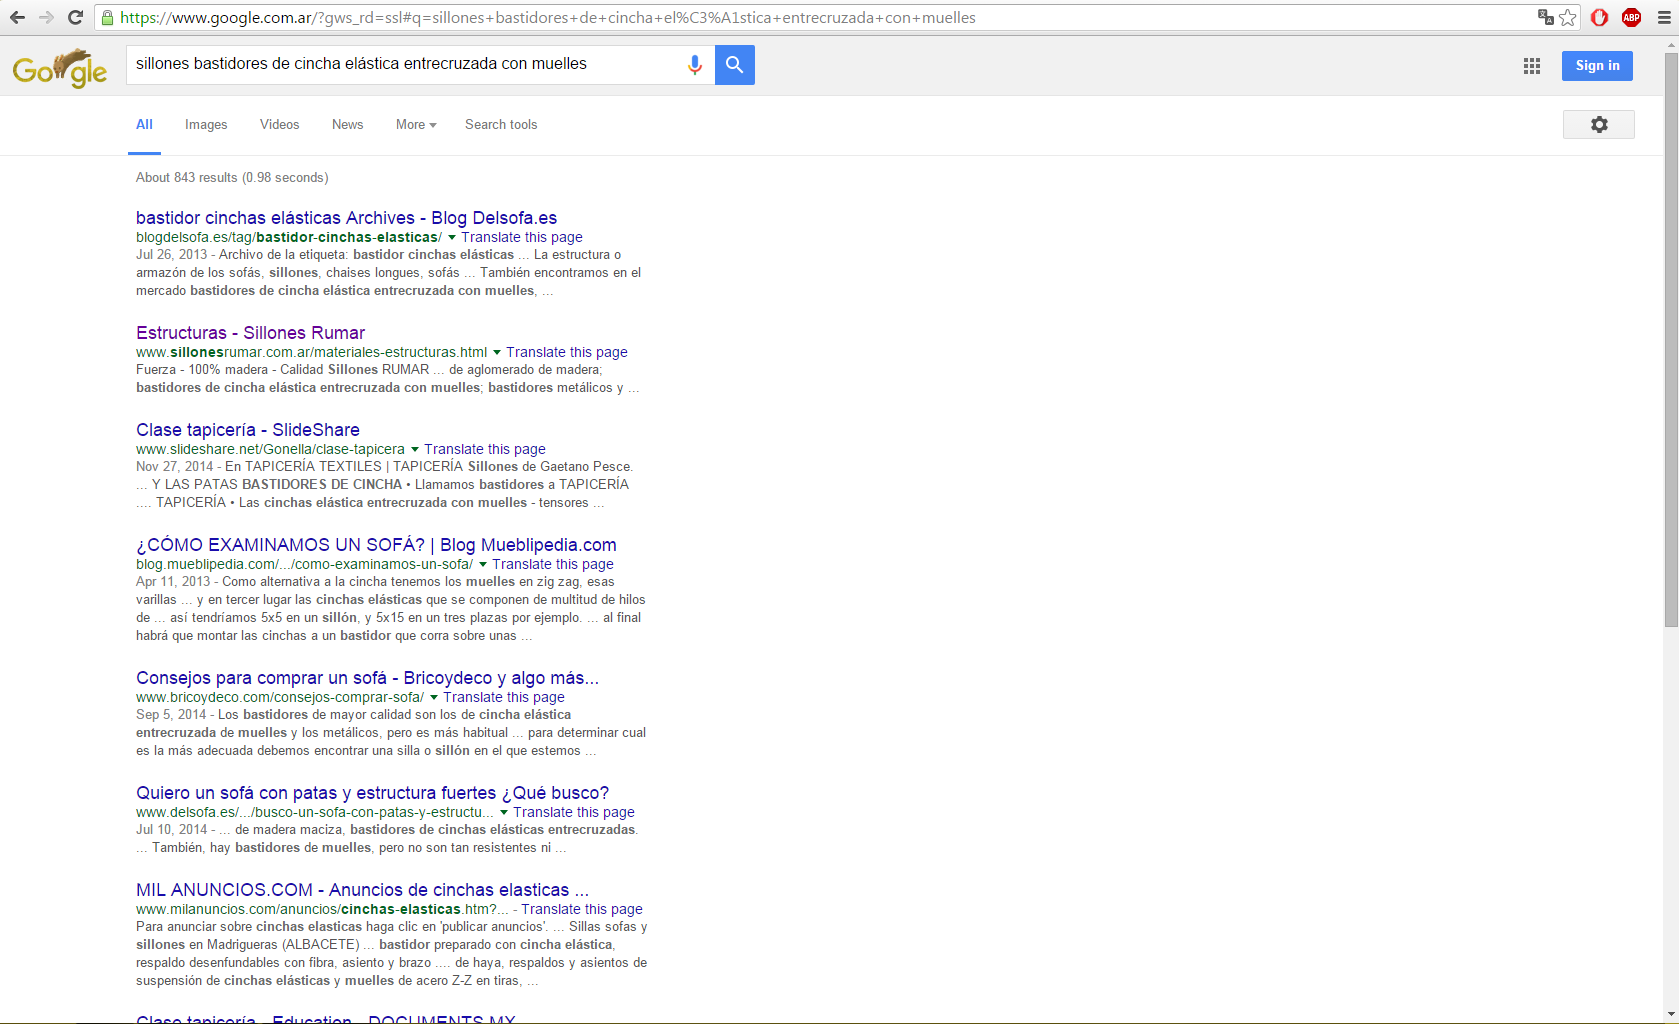 https://www.google.com.ar/?gws_rd=ssl#q=sillones+bastidores+de+cincha+el%C3%A1stica+entrecruzada+con+muelles
ABP
Google
sillones bastidores de cincha elástica entrecruzada con muelles
Sign in
All Images Videos News More Search tools
About 843 results (0.98 seconds)
bastidor cinchas elásticas Archives - Blog Delsofa.es
blogdelsofa.es/tag/bastidor-cinchas-elasticas/ Translate this page
Jul 26, 2013 - Archivo de la etiqueta: bastidor cinchas elásticas ... La estructura o
armazón de los sofás, sillones, chaises longues, sofás ... También encontramos en el
mercado bastidores de cincha elástica entrecruzada con muelles, ...
Estructuras - Sillones Rumar
www.sillonesrumar.com.ar/materiales-estructuras.html Translate this page
Fuerza - 100% madera - Calidad Sillones RUMAR ... de aglomerado de madera;
bastidores de cincha elástica entrecruzada con muelles; bastidores metálicos y ...
Clase tapicería - SlideShare
www.slideshare.net/Gonella/clase-tapicera Translate this page
Nov 27, 2014 - En TAPICERÍA TEXTILES | TAPICERÍA Sillones de Gaetano Pesce.
... Y LAS PATAS BASTIDORES DE CINCHA • Llamamos bastidores a TAPICERÍA
.... TAPICERÍA • Las cinchas elástica entrecruzada con muelles - tensores ...
¿CÓMO EXAMINAMOS UN SOFÁ? | Blog Mueblipedia.com
blog.mueblipedia.com/.../como-examinamos-un-sofa/ Translate this page
Apr 11, 2013 - Como alternativa a la cincha tenemos los muelles en zig zag, esas
varillas ... y en tercer lugar las cinchas elásticas que se componen de multitud de hilos
de ... así tendríamos 5x5 en un sillón, y 5x15 en un tres plazas por ejemplo. ... al final
habrá que montar las cinchas a un bastidor que corra sobre unas ...
Consejos para comprar un sofá - Bricoydeco y algo más...
www.bricoydeco.com/consejos-comprar-sofa/ Translate this page
Sep 5, 2014 - Los bastidores de mayor calidad son los de cincha elástica
entrecruzada de muelles y los metálicos, pero es más habitual ... para determinar cual
es la más adecuada debemos encontrar una silla o sillón en el que estemos ...
Quiero un sofá con patas y estructura fuertes ¿Qué busco?
www.delsofa.es/.../busco-un-sofa-con-patas-y-estructu... Translate this page
Jul 10, 2014 - ... de madera maciza, bastidores de cinchas elásticas entrecruzadas.
... También, hay bastidores de muelles, pero no son tan resistentes ni ...
MIL ANUNCIOS.COM - Anuncios de cinchas elasticas ...
www.milanuncios.com/anuncios/cinchas-elasticas.htm?... - Translate this page
Para anunciar sobre cinchas elasticas haga clic en 'publicar anuncios'. ... Sillas sofas y
sillones en Madrigueras (ALBACETE) ... bastidor preparado con cincha elástica,
respaldo desenfundables con fibra, asiento y brazo .... de haya, respaldos y asientos de
suspensión de cinchas elásticas y muelles de acero Z-Z en tiras, ...
Clase tapicería - Education - DOCUMENTS.MX